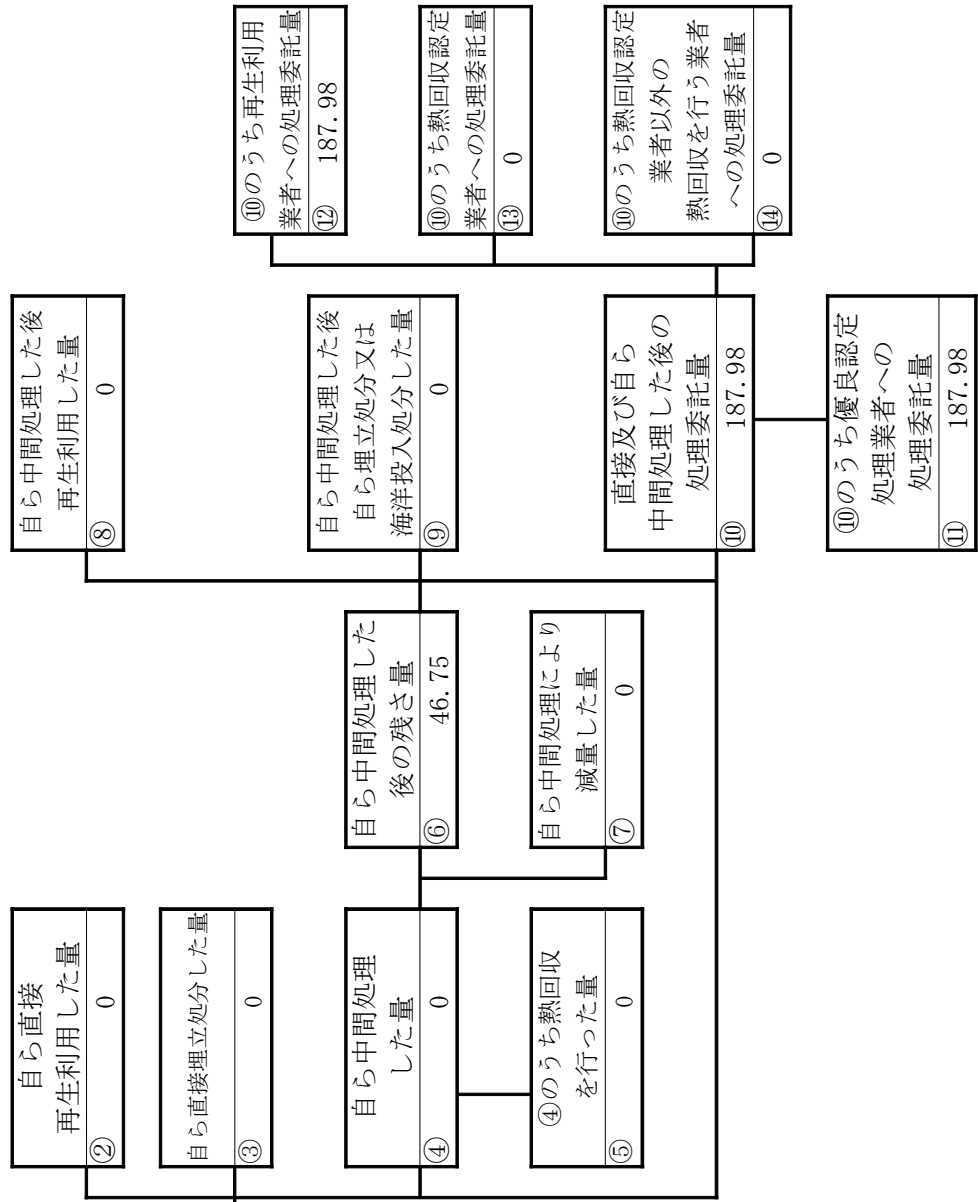 自ら直接
再生利用した量
② 0
自ら直接埋立処分した量
③ 0
自ら中間処理
した量
④ 0
④のうち熱回収
を行った量
⑤ 0
自ら中間処理した
後の残さ量
⑥ 46.75
自ら中間処理により
減量した量
⑦ 0
自ら中間処理した後
再生利用した量
⑧ 0
自ら中間処理した後
自ら埋立処分又は
海洋投入処分した量
⑨ 0
直接及び自ら
中間処理した後の
処理委託量
⑩ 187.98
⑩のうち優良認定
処理業者への
処理委託量
⑪ 187.98
⑩のうち再生利用
業者への処理委託量
⑫ 187.98
⑩のうち熱回収認定
業者への処理委託量
⑬ 0
⑩のうち熱回収認定
業者以外の
熱回収を行う業者
への処理委託量
⑭ 0